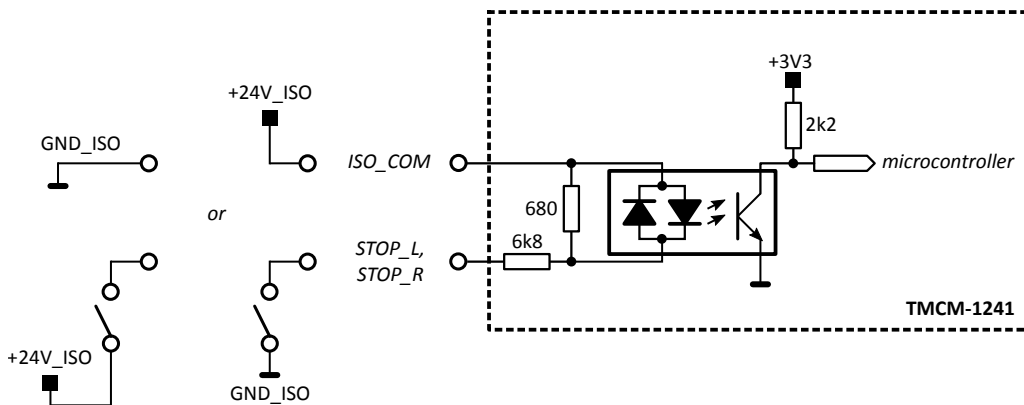 +3V3
+24V_ISO
2k2
GND_ISO
ISO_COM
microcontroller
680
or
6k8
STOP_L,
STOP_R
TMCM-1241
+24V_ISO
GND_ISO